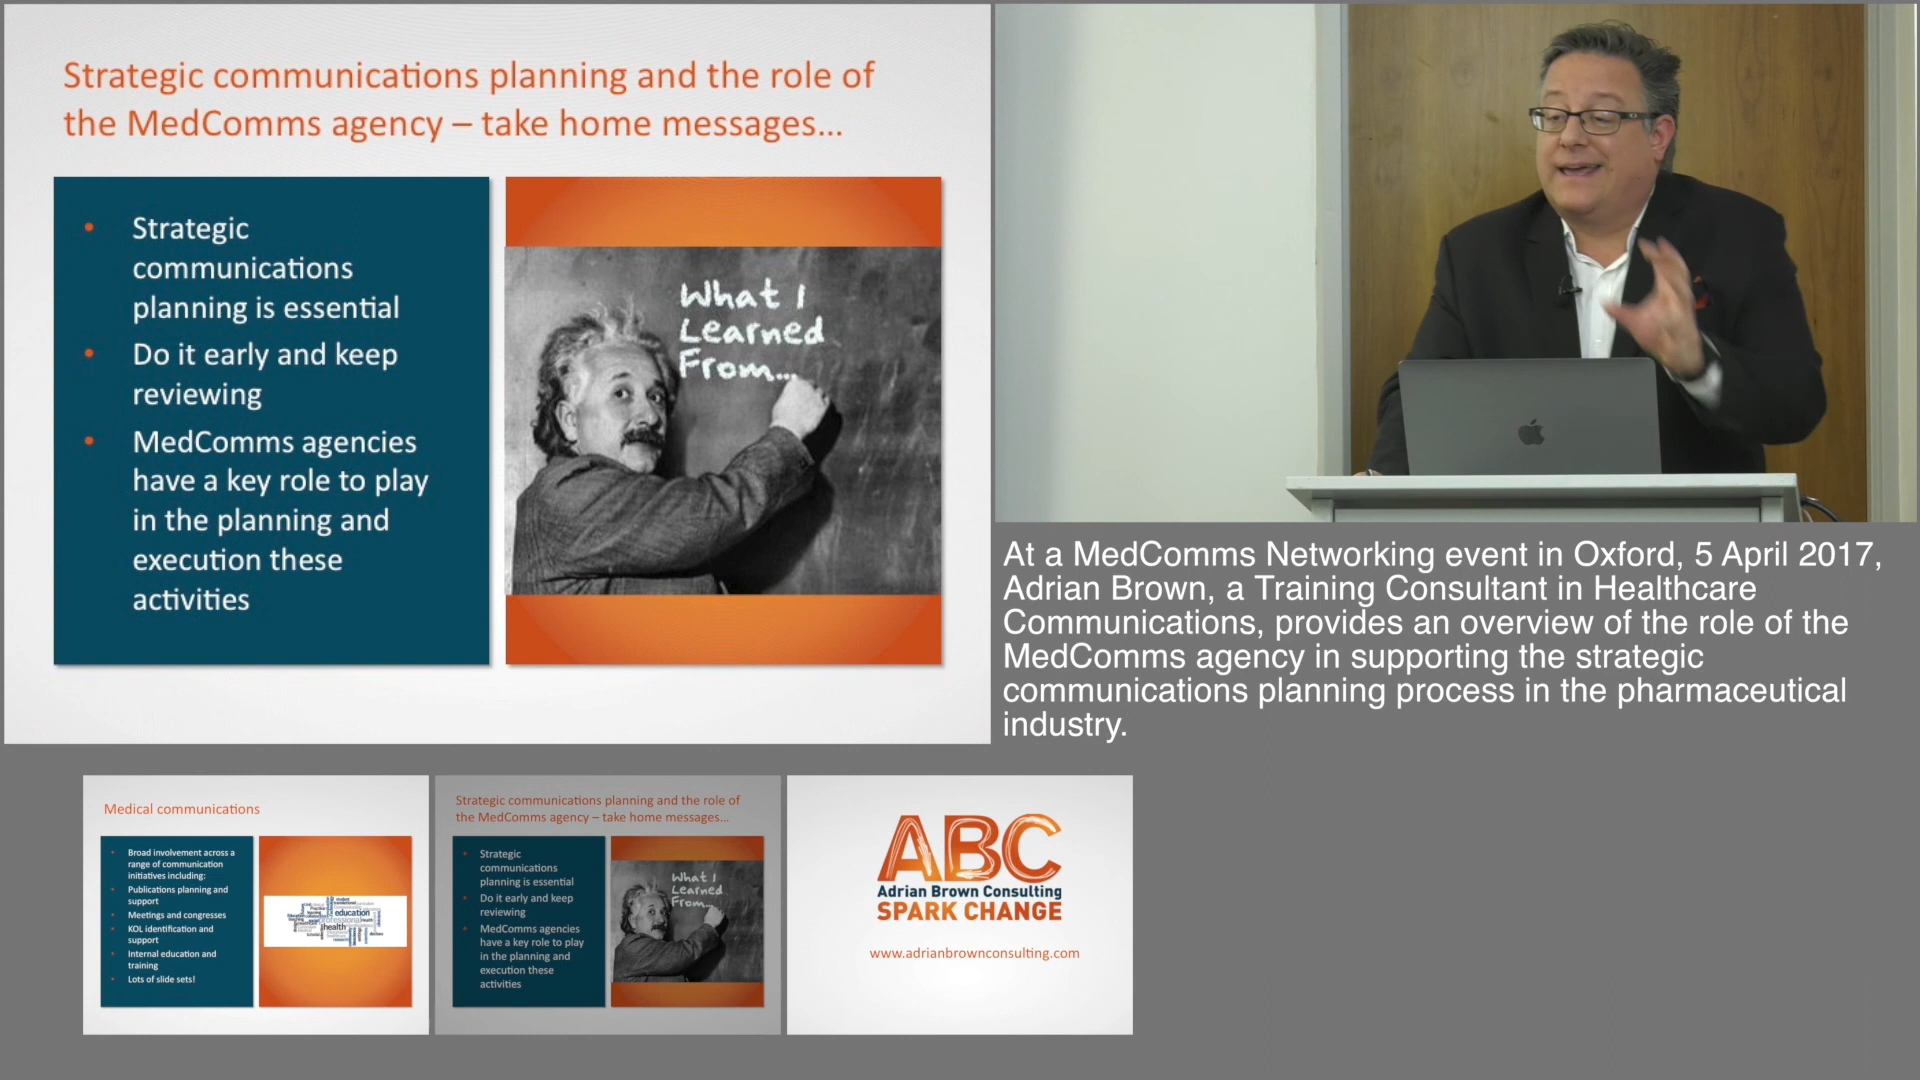 Strategic communications planning and the role of
the MedComms agency – take home messages...
• Strategic
communications
planning is essential
• Do it early and keep
reviewing
• MedComms agencies
have a key role to play
in the planning and
execution these
activities
What I
Learned
From...
At a MedComms Networking event in Oxford, 5 April 2017,
Adrian Brown, a Training Consultant in Healthcare
Communications, provides an overview of the role of the
MedComms agency in supporting the strategic
communications planning process in the pharmaceutical
industry.
Medical communications
• Broad involvement across a
range of communication
initiatives including:
• Publications planning and
support
• Meetings and congresses
• KOL identification and
support
• Internal education and
training
• Lots of slide sets!
education
professional
health
Strategic communications planning and the role of
the MedComms agency – take home messages...
• Strategic
communications
planning is essential
• Do it early and keep
reviewing
• MedComms agencies
have a key role to play
in the planning and
execution these
activities
What I
Learned
From...
ABC
Adrian Brown Consulting
SPARK CHANGE
www.adrianbrownconsulting.com